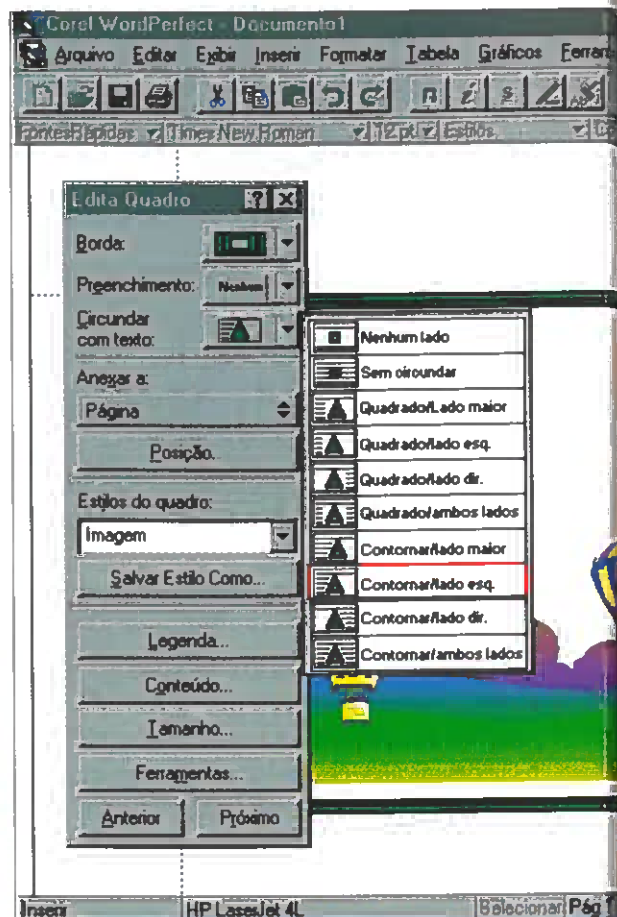 Corel WordPerfect - Documento1
Arquivo Editar Exibir Inserir Formatar Tabela Gráficos Ferram
n i s
FontesRápidas Times New Roman 12 pt Estilos
Edita Quadro ? X
Borda:
Preenchimento: Nenhum
Circundar
com texto:
Anexar a:
Página
Posição...
Estilos do quadro:
Imagem
Salvar Estilo Como...
Legenda...
Conteúdo...
Tamanho...
Ferramentas...
Anterior Próximo
Nenhum lado
Sem circundar
Quadrado/Lado maior
Quadrado/lado esq.
Quadrado/lado dir.
Quadrado/ambos lados
Contornar/lado maior
Contornar/lado esq.
Contornar/lado dir.
Contornar/ambos lados
Inserir HP LaserJet 4L Selecionar Pág 1